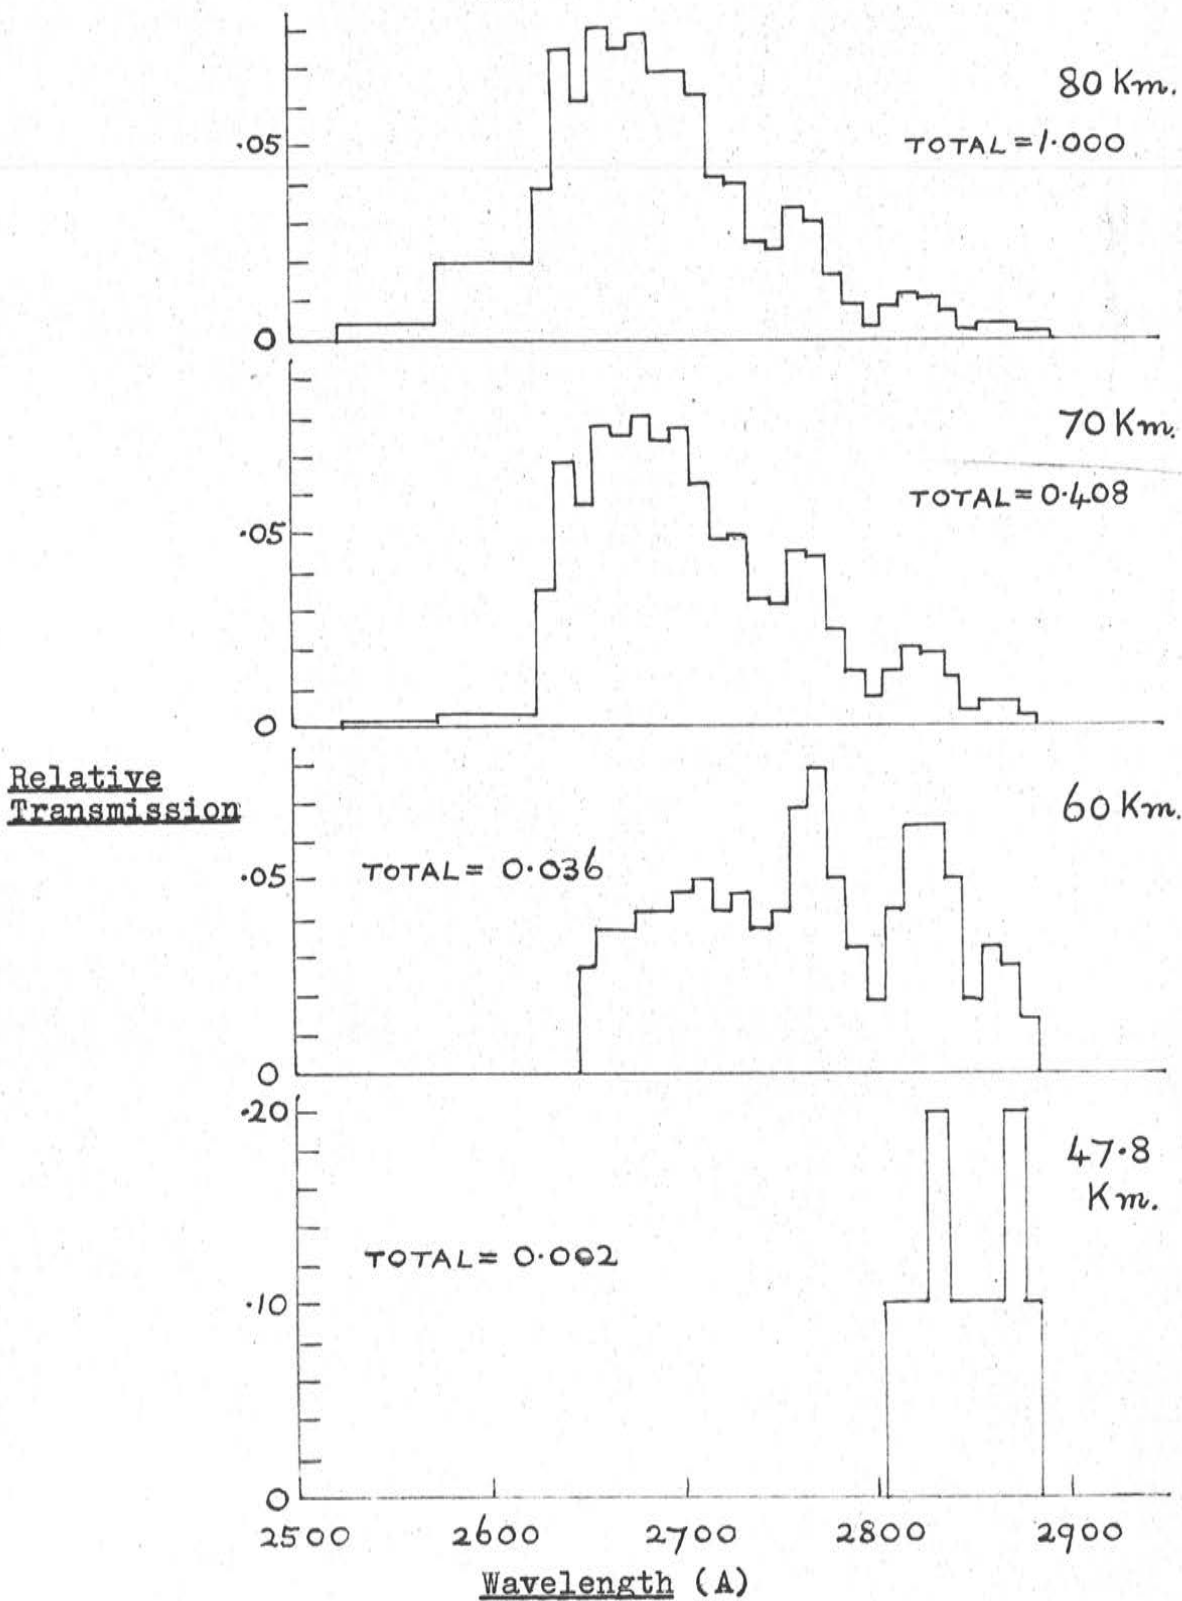 80 Km.
TOTAL = 1·000
·05
0
70 Km.
TOTAL = 0·408
·05
0
Relative
Transmission
60 Km.
TOTAL = 0·036
·05
0
·20
47·8
Km.
TOTAL = 0·002
·10
0
2500 2600 2700 2800 2900
Wavelength (A)